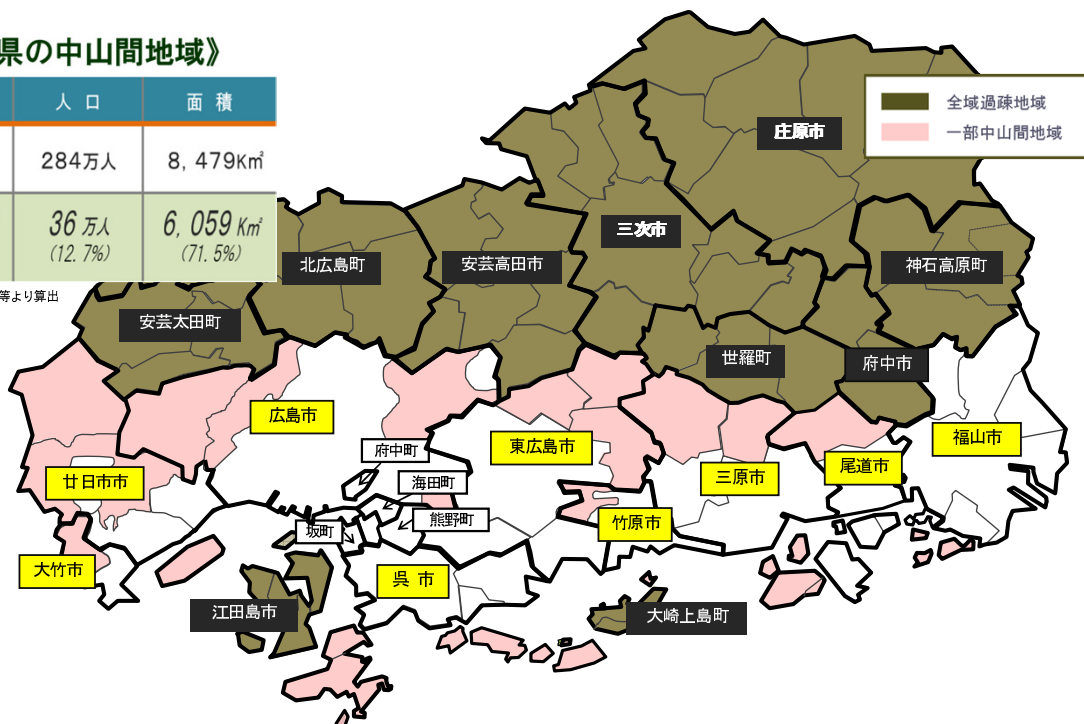 県の中山間地域》
人 口 面 積
284万人 8,479Km²
36万人 6,059Km²
(12.7%) (71.5%)
等より算出
全域過疎地域
一部中山間地域
庄原市
三次市
北広島町
安芸高田市
神石高原町
安芸太田町
世羅町
府中市
広島市
福山市
府中町
東広島市
尾道市
三原市
廿日市市
海田町
熊野町
竹原市
坂町
大竹市
呉 市
江田島市
大崎上島町